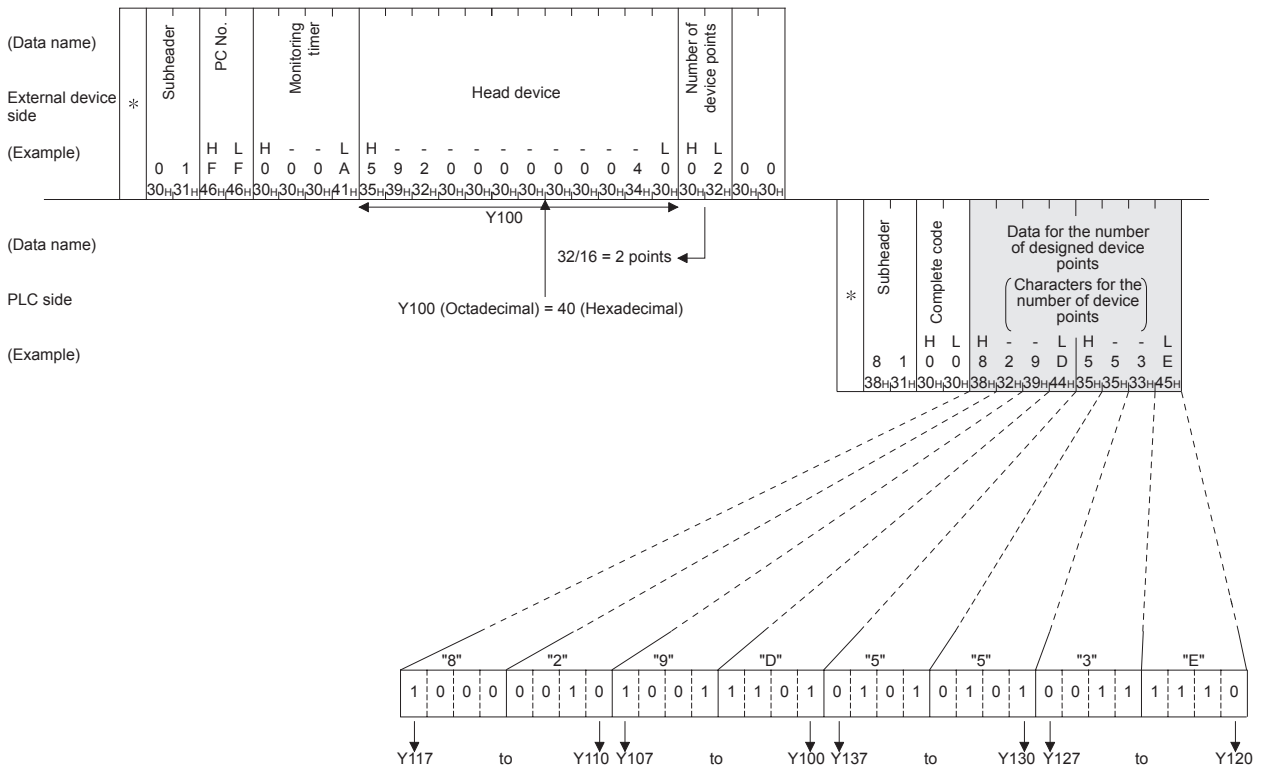 (Data name)
External device side
(Example)
*
Subheader
PC No.
Monitoring timer
Head device
Number of device points
H L H - - L H - - - - - - - - - - L H L
0 1 F F 0 0 0 A 5 9 2 0 0 0 0 0 0 0 4 0 0 2 0 0
30H 31H 46H 46H 30H 30H 30H 41H 35H 39H 32H 30H 30H 30H 30H 30H 30H 30H 34H 30H 30H 32H 30H 30H
Y100
32/16 = 2 points
Y100 (Octadecimal) = 40 (Hexadecimal)
(Data name)
PLC side
(Example)
*
Subheader
Complete code
Data for the number
of designed device
points
(Characters for the
number of device
points)
H L H - - L H - - L
8 1 0 0 8 2 9 D 5 5 3 E
38H 31H 30H 30H 38H 32H 39H 44H 35H 35H 33H 45H
"8" "2" "9" "D" "5" "5" "3" "E"
1 0 0 0 0 0 1 0 1 0 0 1 1 1 0 1 0 1 0 1 0 1 0 1 0 0 1 1 1 1 1 0
Y117 to Y110 Y107 to Y100 Y137 to Y130 Y127 to Y120